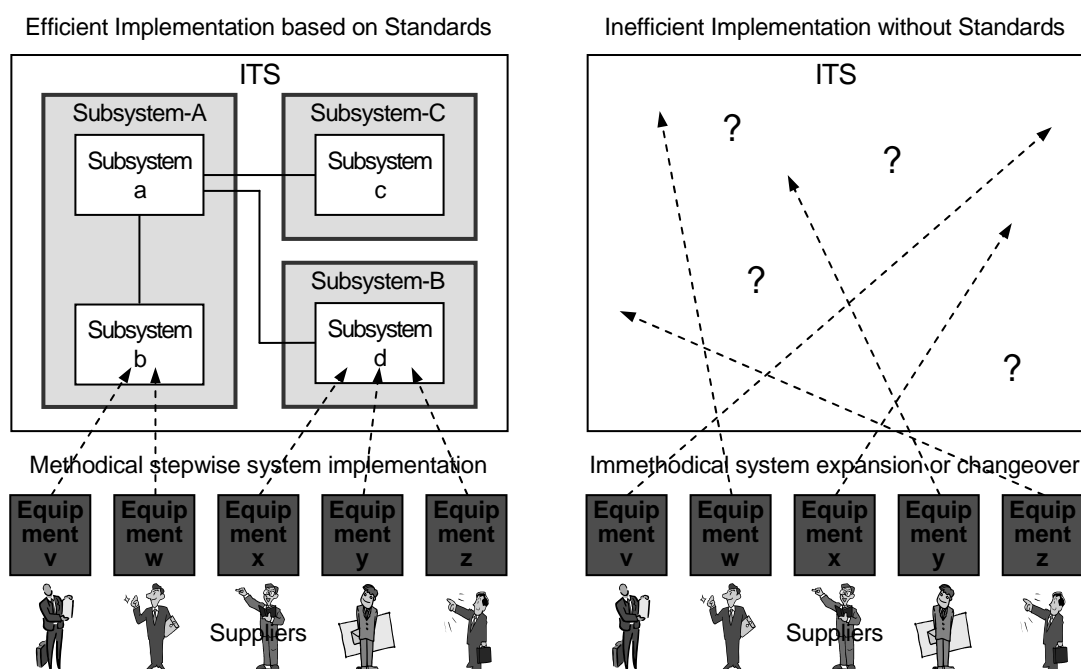 Efficient Implementation based on Standards
ITS
Subsystem-A
Subsystem
a
Subsystem
b
Subsystem-C
Subsystem
c
Subsystem-B
Subsystem
d
Methodical stepwise system implementation
Equip
ment
v
Equip
ment
w
Equip
ment
x
Equip
ment
y
Equip
ment
z
Suppliers
Inefficient Implementation without Standards
ITS
?
?
?
?
Immethodical system expansion or changeover
Equip
ment
v
Equip
ment
w
Equip
ment
x
Equip
ment
y
Equip
ment
z
Suppliers